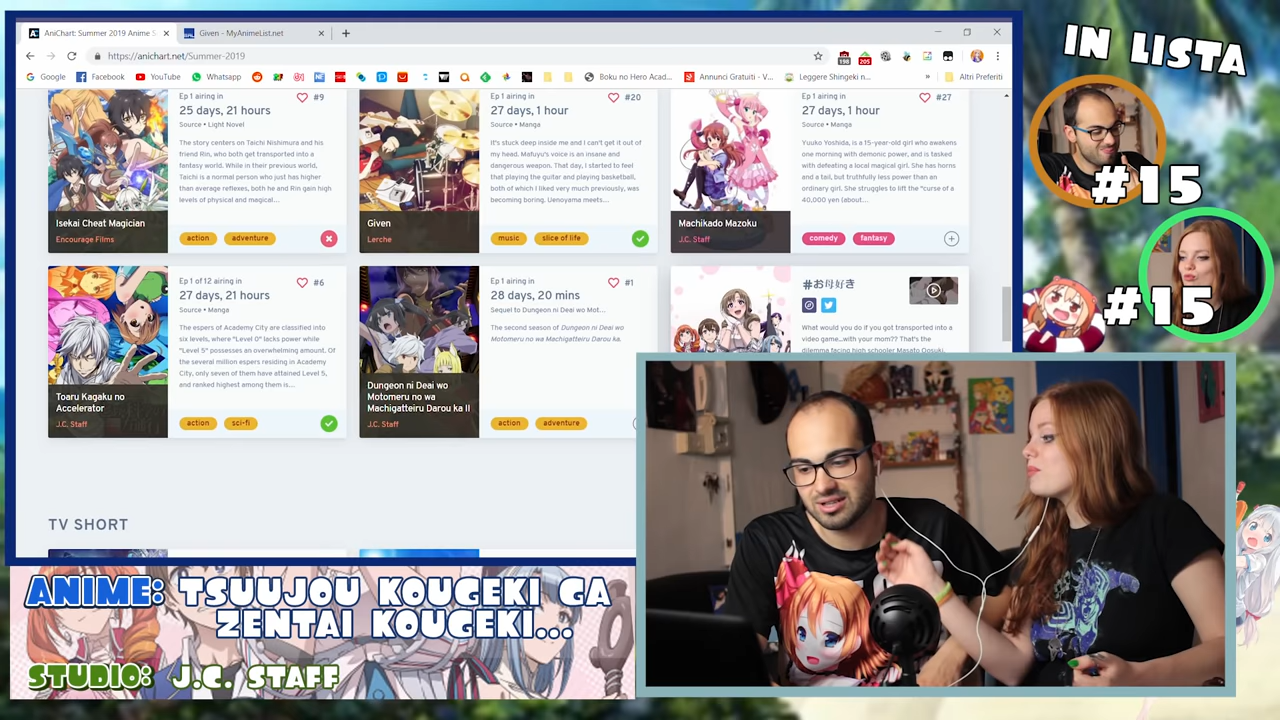 AniChart: Summer 2019 Anime S
Given - MyAnimeList.net
https://anichart.net/Summer-2019
198
205
Google
Facebook
YouTube
Whatsapp
Boku no Hero Acad...
Annunci Gratuiti - V...
Leggere Shingeki n...
»
Altri Preferiti
Ep 1 airing in
#9
25 days, 21 hours
Source • Light Novel
The story centers on Taichi Nishimura and his
friend Rin, who both get transported into a
fantasy world. While in their previous world,
Taichi is a normal person who just has higher
than average reflexes, both he and Rin gain high
levels of physical and magical...
Isekai Cheat Magician
Encourage Films
action
adventure
Ep 1 airing in
#20
27 days, 1 hour
Source • Manga
It's stuck deep inside me and I can't get it out of
my head. Mafuyu's voice is an insane and
dangerous weapon. That day, I started to feel
that playing the guitar and playing basketball,
both of which I liked very much previously, was
becoming boring. Uenoyama meets...
Given
Lerche
music
slice of life
Ep 1 airing in
#27
27 days, 1 hour
Source • Manga
Yuuko Yoshida, is a 15-year-old girl who awakens
one morning with demonic power, and is tasked
with defeating a local magical girl. She has horns
and a tail, but truthfully less power than an
ordinary girl. She struggles to lift the "curse of a
40,000 yen (about...
Machikado Mazoku
J.C. Staff
comedy
fantasy
Ep 1 of 12 airing in
#6
27 days, 21 hours
Source • Manga
The espers of Academy City are classified into
six levels, where "Level 0" lacks power while
"Level 5" possesses an overwhelming amount. Of
the several million espers residing in Academy
City, only seven of them have attained Level 5,
and ranked highest among them is...
Toaru Kagaku no
Accelerator
J.C. Staff
action
sci-fi
Ep 1 airing in
#1
28 days, 20 mins
Sequel to Dungeon ni Deai wo Mot...
The second season of Dungeon ni Deai wo
Motomeru no wa Machigatteiru Darou ka.
Dungeon ni Deai wo
Motomeru no wa
Machigatteiru Darou ka II
J.C. Staff
action
adventure
#お母好き
What would you do if you got transported into a
video game...with your mom?? That's the
dilemma facing high schooler Masato Oosuki,
TV SHORT
IN LISTA
#15
#15
ANIME: TSUUJOU KOUGEKI GA
ZENTAI KOUGEKI...
STUDIO: J.C. STAFF